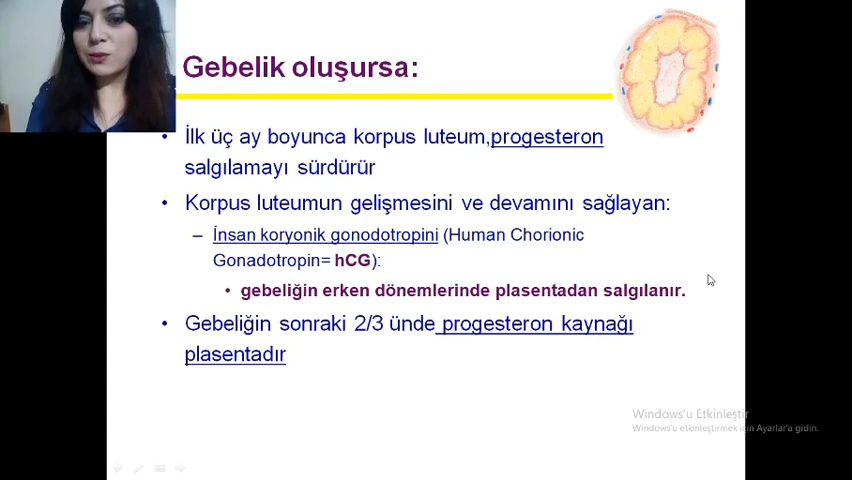 Gebelik oluşursa:
• İlk üç ay boyunca korpus luteum,progesteron
salgılamayı sürdürür
• Korpus luteumun gelişmesini ve devamını sağlayan:
– İnsan koryonik gonodotropini (Human Chorionic
Gonadotropin= hCG):
• gebeliğin erken dönemlerinde plasentadan salgılanır.
• Gebeliğin sonraki 2/3 ünde progesteron kaynağı
plasentadır
Windows'u Etkinleştir
Windows'u etkinleştirmek için Ayarlar'a gidin.